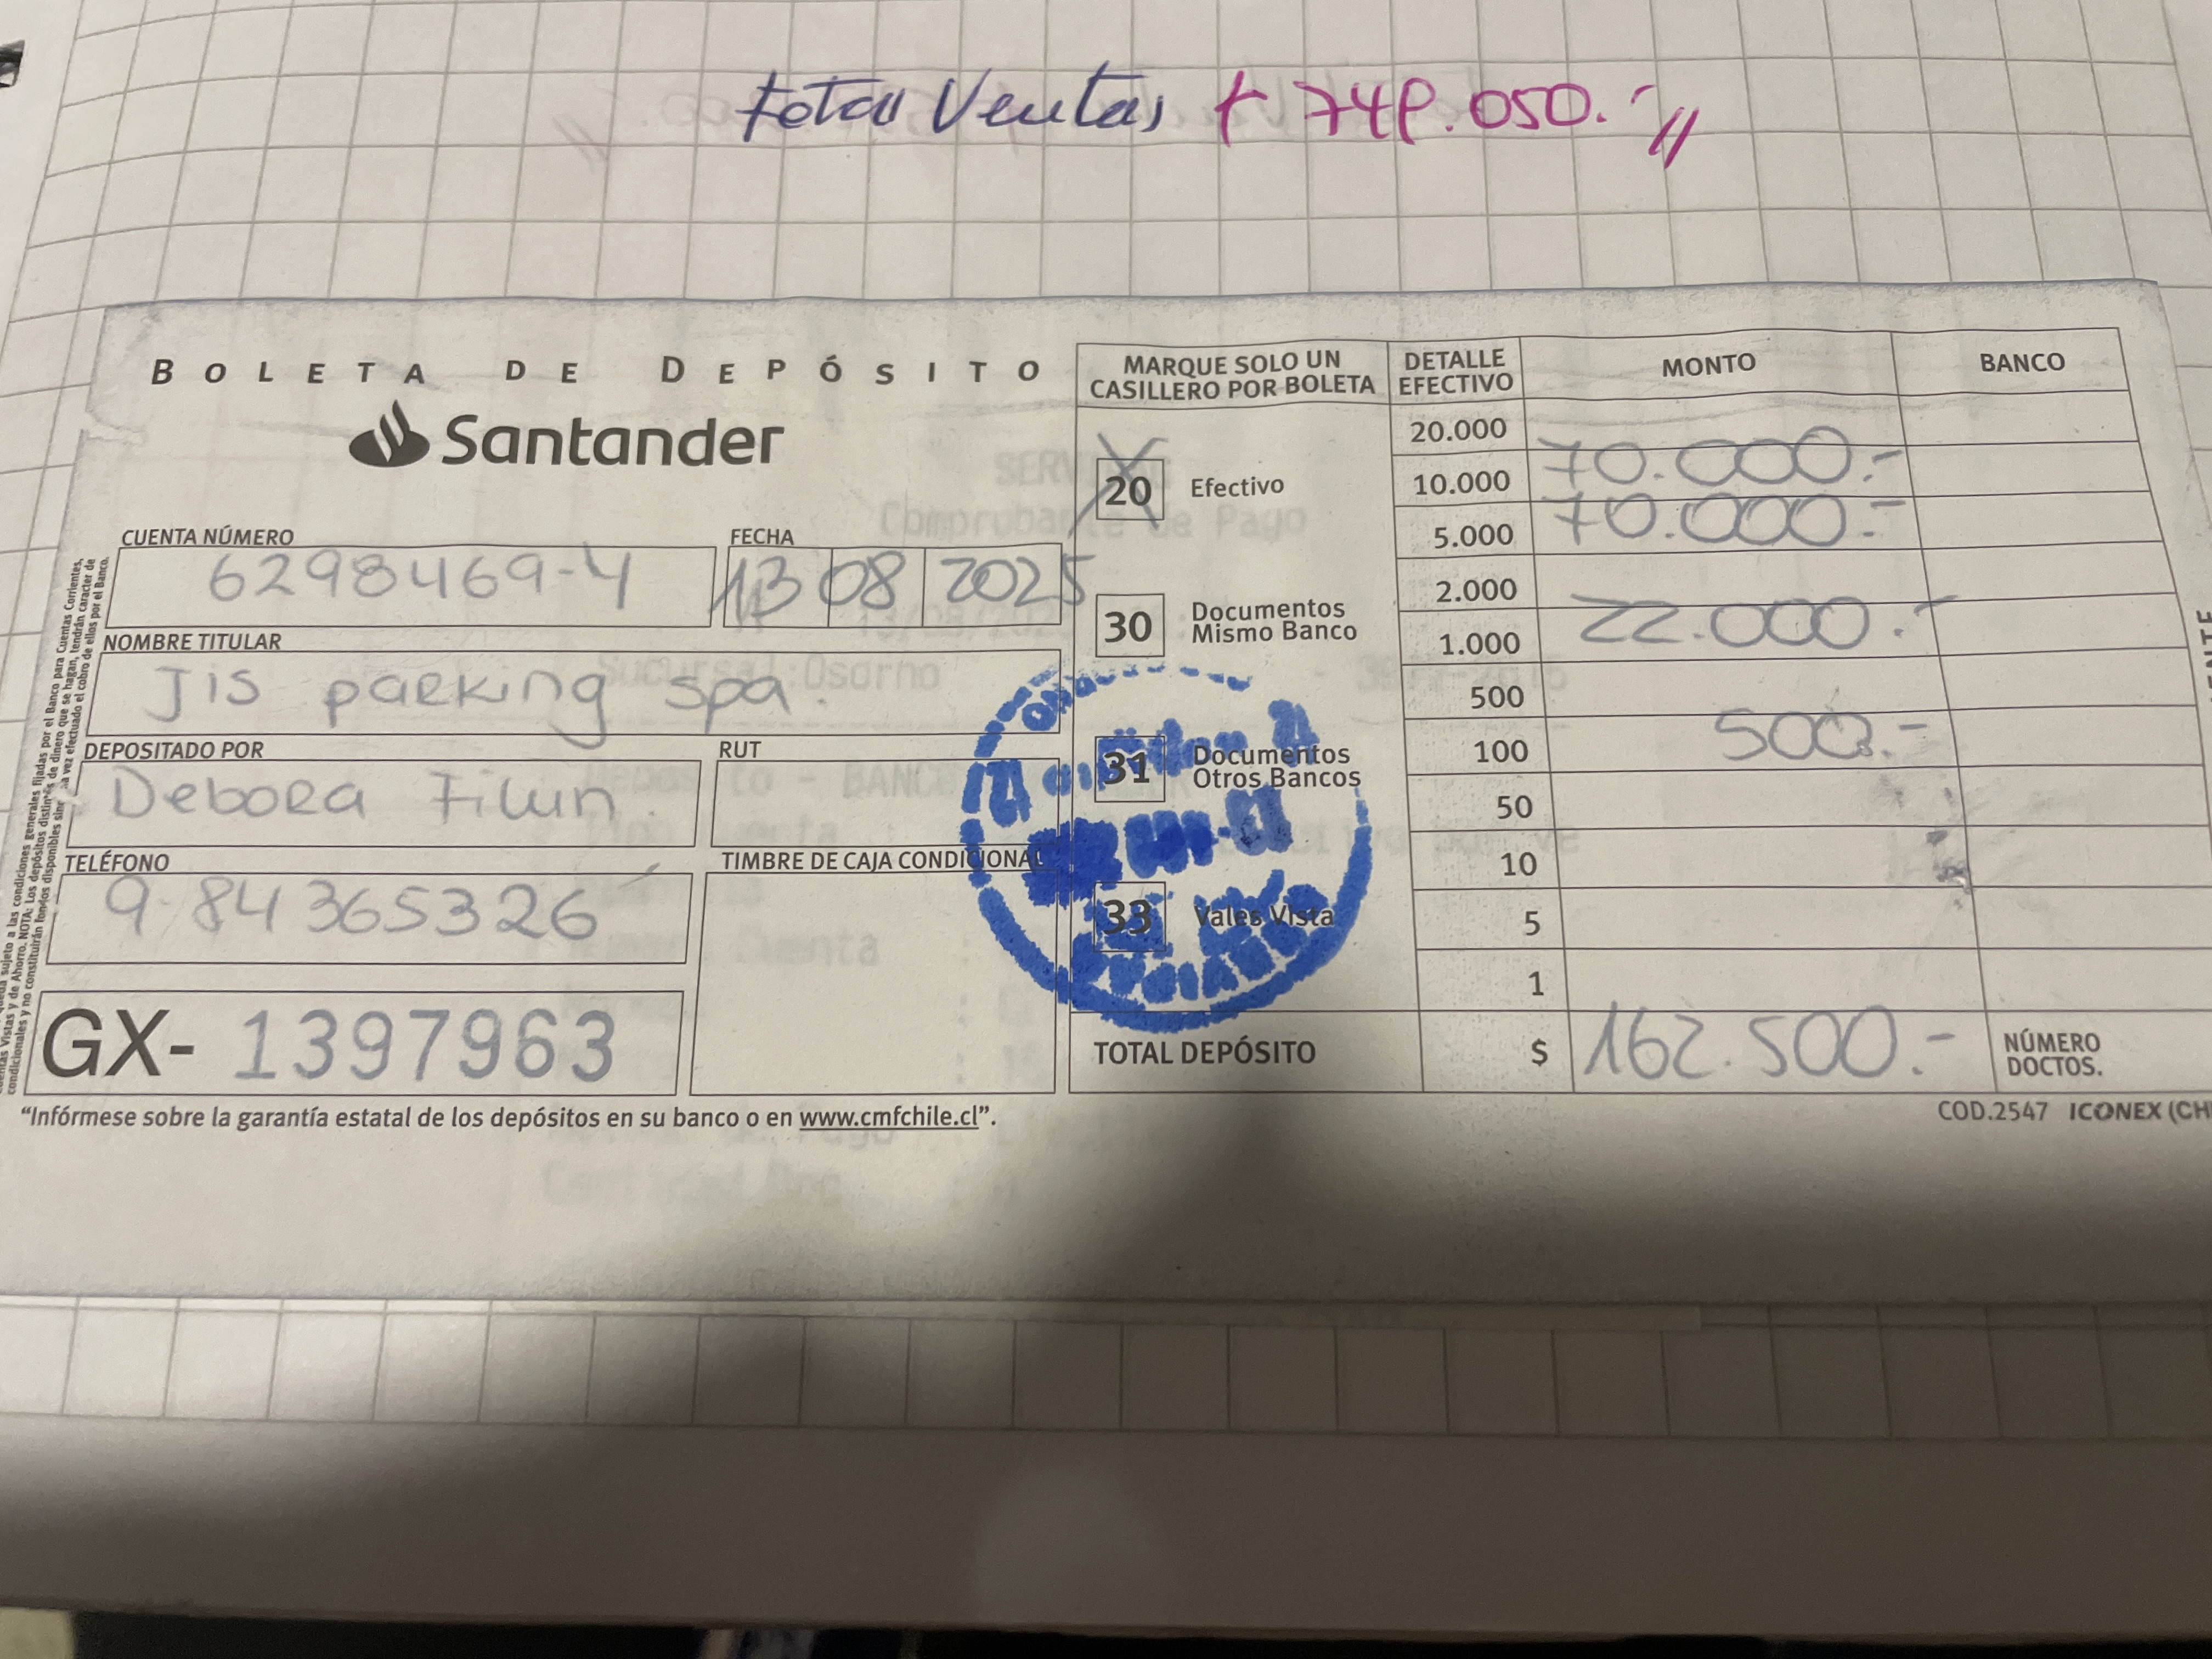 total Ventas + 749.050.-//
BOLETA DE DEPÓSITO
Santander
CUENTA NÚMERO
6298469-4
FECHA
13 08 2025
NOMBRE TITULAR
Jis parking spa.
DEPOSITADO POR
Debora Filun
RUT
TELÉFONO
9-84365326
TIMBRE DE CAJA CONDICIONAL
GX- 1397963
"Infórmese sobre la garantía estatal de los depósitos en su banco o en www.cmfchile.cl".
MARQUE SOLO UN
CASILLERO POR BOLETA
20 Efectivo
30 Documentos
Mismo Banco
31 Documentos
Otros Bancos
33 Vales Vista
DETALLE
EFECTIVO
MONTO
BANCO
20.000
10.000 70.000.-
5.000 70.000.-
2.000
1.000 22.000.-
500
100 500.-
50
10
5
1
TOTAL DEPÓSITO $ 162.500.-
NÚMERO
DOCTOS.
COD.2547 ICONEX (CH